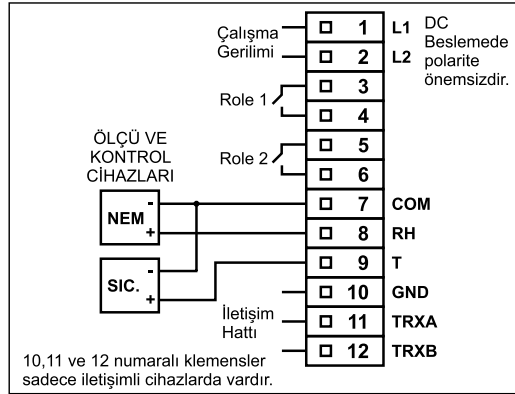 Çalışma
Gerilimi
1 L1
2 L2
DC
Beslemede
polarite
önemsizdir.
Role 1
3
4
Role 2
5
6
ÖLÇÜ VE
KONTROL
CİHAZLARI
NEM - +
SIC. - +
7 COM
8 RH
9 T
10 GND
İletişim
Hattı
11 TRXA
12 TRXB
10,11 ve 12 numaralı klemensler
sadece iletişimli cihazlarda vardır.